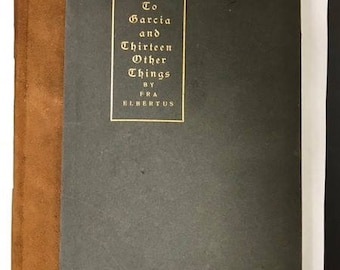 To
Garcia
and
Thirteen
Other
Things
BY
FRA
ELBERTUS